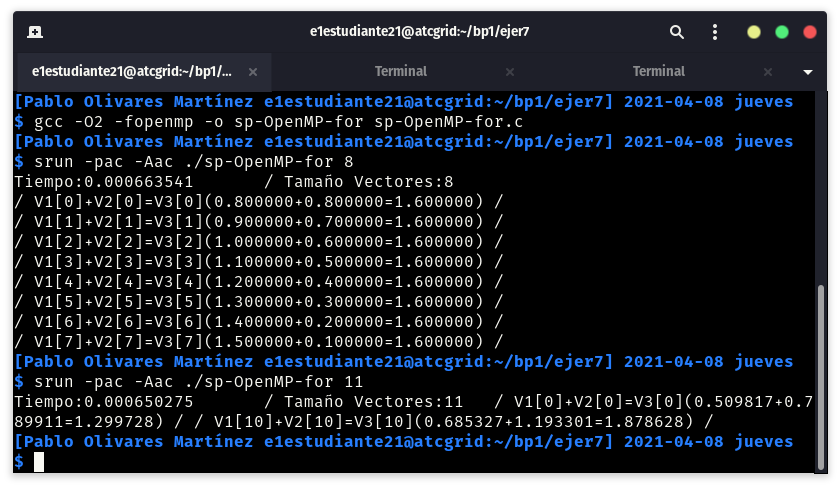 e1estudiante21@atcgrid:~/bp1/ejer7
e1estudiante21@atcgrid:~/bp1/... × Terminal × Terminal ×
[Pablo Olivares Martínez e1estudiante21@atcgrid:~/bp1/ejer7] 2021-04-08 jueves
$ gcc -O2 -fopenmp -o sp-OpenMP-for sp-OpenMP-for.c
[Pablo Olivares Martínez e1estudiante21@atcgrid:~/bp1/ejer7] 2021-04-08 jueves
$ srun -pac -Aac ./sp-OpenMP-for 8
Tiempo:0.000663541       / Tamaño Vectores:8
/ V1[0]+V2[0]=V3[0](0.800000+0.800000=1.600000) /
/ V1[1]+V2[1]=V3[1](0.900000+0.700000=1.600000) /
/ V1[2]+V2[2]=V3[2](1.000000+0.600000=1.600000) /
/ V1[3]+V2[3]=V3[3](1.100000+0.500000=1.600000) /
/ V1[4]+V2[4]=V3[4](1.200000+0.400000=1.600000) /
/ V1[5]+V2[5]=V3[5](1.300000+0.300000=1.600000) /
/ V1[6]+V2[6]=V3[6](1.400000+0.200000=1.600000) /
/ V1[7]+V2[7]=V3[7](1.500000+0.100000=1.600000) /
[Pablo Olivares Martínez e1estudiante21@atcgrid:~/bp1/ejer7] 2021-04-08 jueves
$ srun -pac -Aac ./sp-OpenMP-for 11
Tiempo:0.000650275       / Tamaño Vectores:11   / V1[0]+V2[0]=V3[0](0.509817+0.7
89911=1.299728) / / V1[10]+V2[10]=V3[10](0.685327+1.193301=1.878628) /
[Pablo Olivares Martínez e1estudiante21@atcgrid:~/bp1/ejer7] 2021-04-08 jueves
$